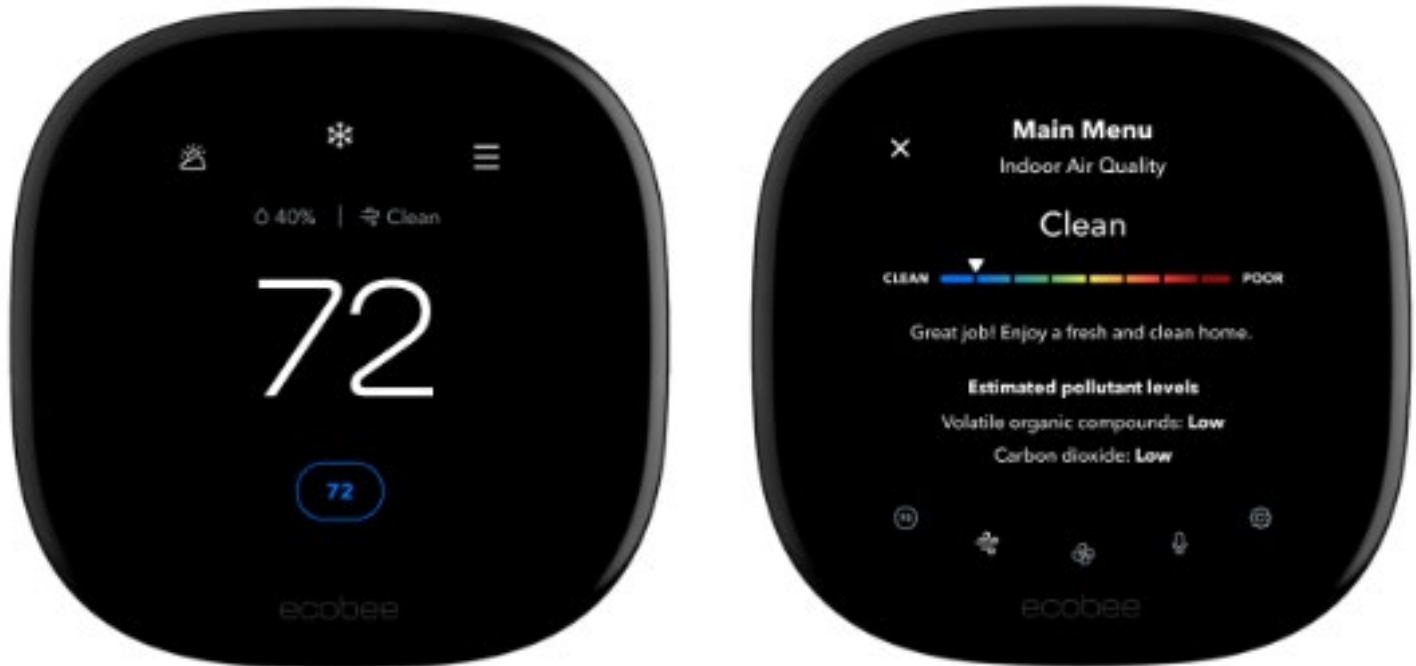 40% | Clean
72
72
ecobee
Main Menu
Indoor Air Quality
Clean
CLEAN POOR
Great job! Enjoy a fresh and clean home.
Estimated pollutant levels
Volatile organic compounds: Low
Carbon dioxide: Low
ecobee